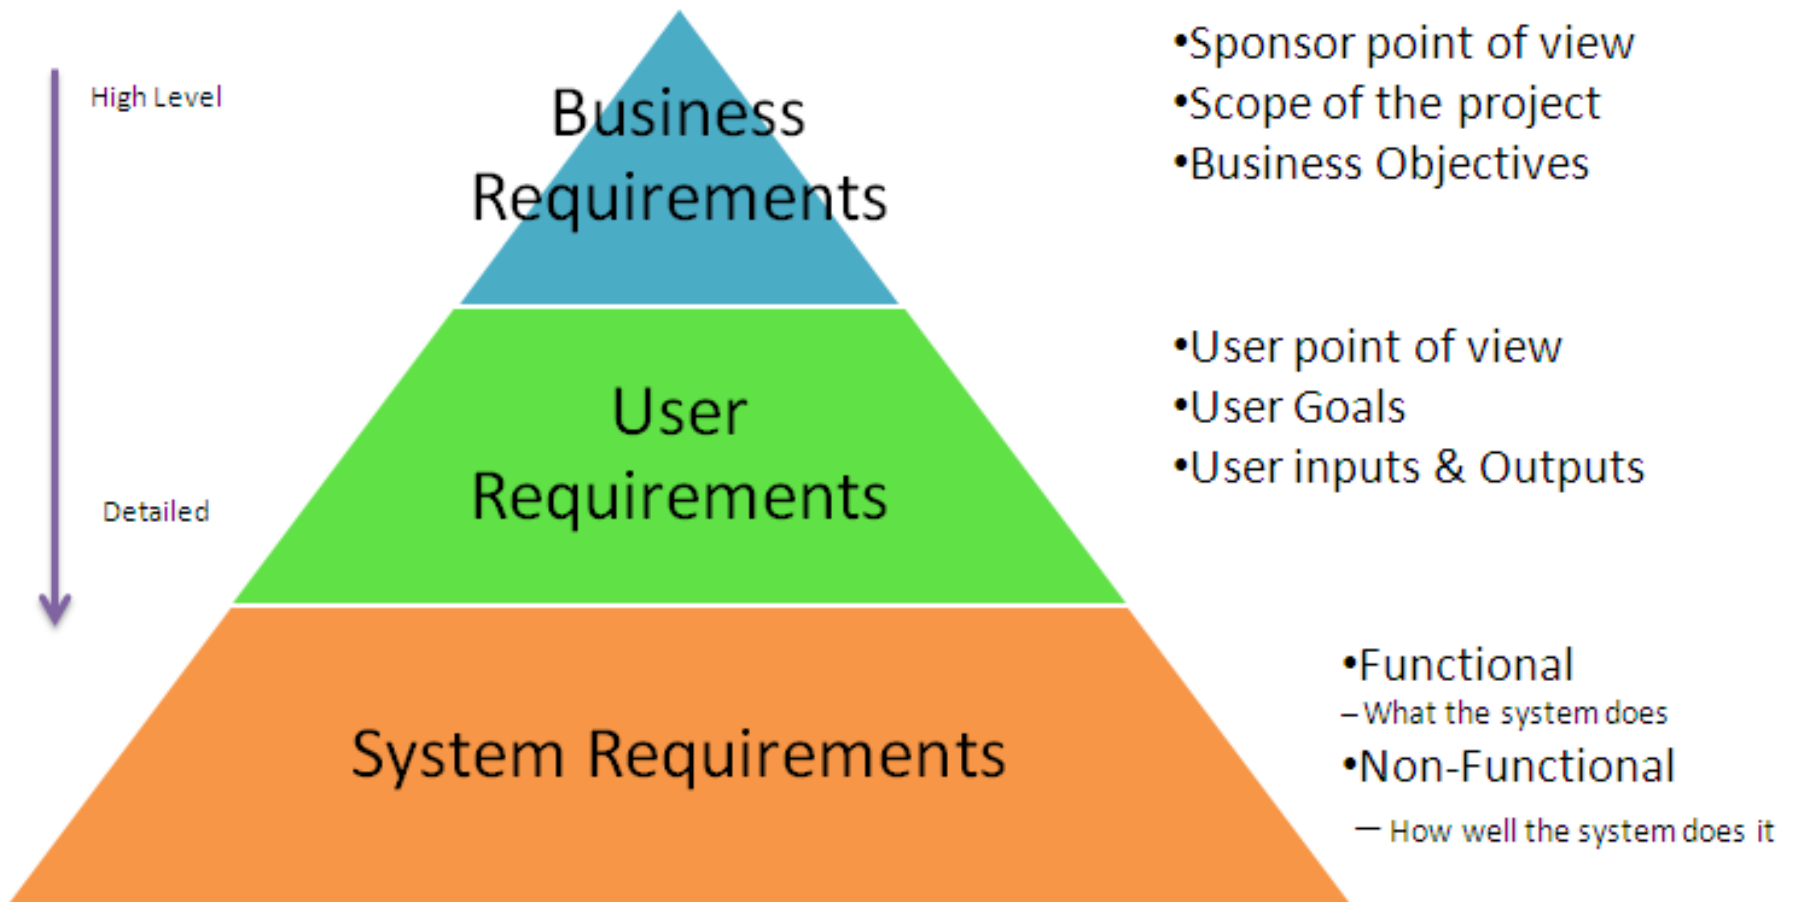 High Level
Detailed
Business
Requirements
•Sponsor point of view
•Scope of the project
•Business Objectives
User
Requirements
•User point of view
•User Goals
•User inputs & Outputs
System Requirements
•Functional
–What the system does
•Non-Functional
– How well the system does it